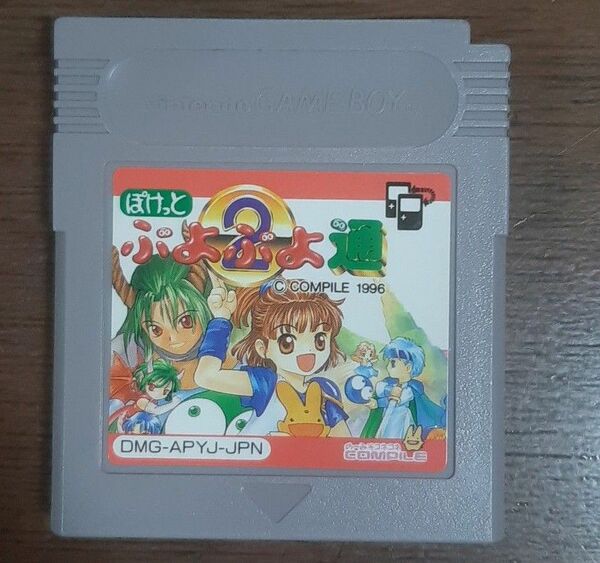 Nintendo GAME BOY TM
ぽけっと
ぷよぷよ通
2
© COMPILE 1996
DMG-APYJ-JPN
COMPILE